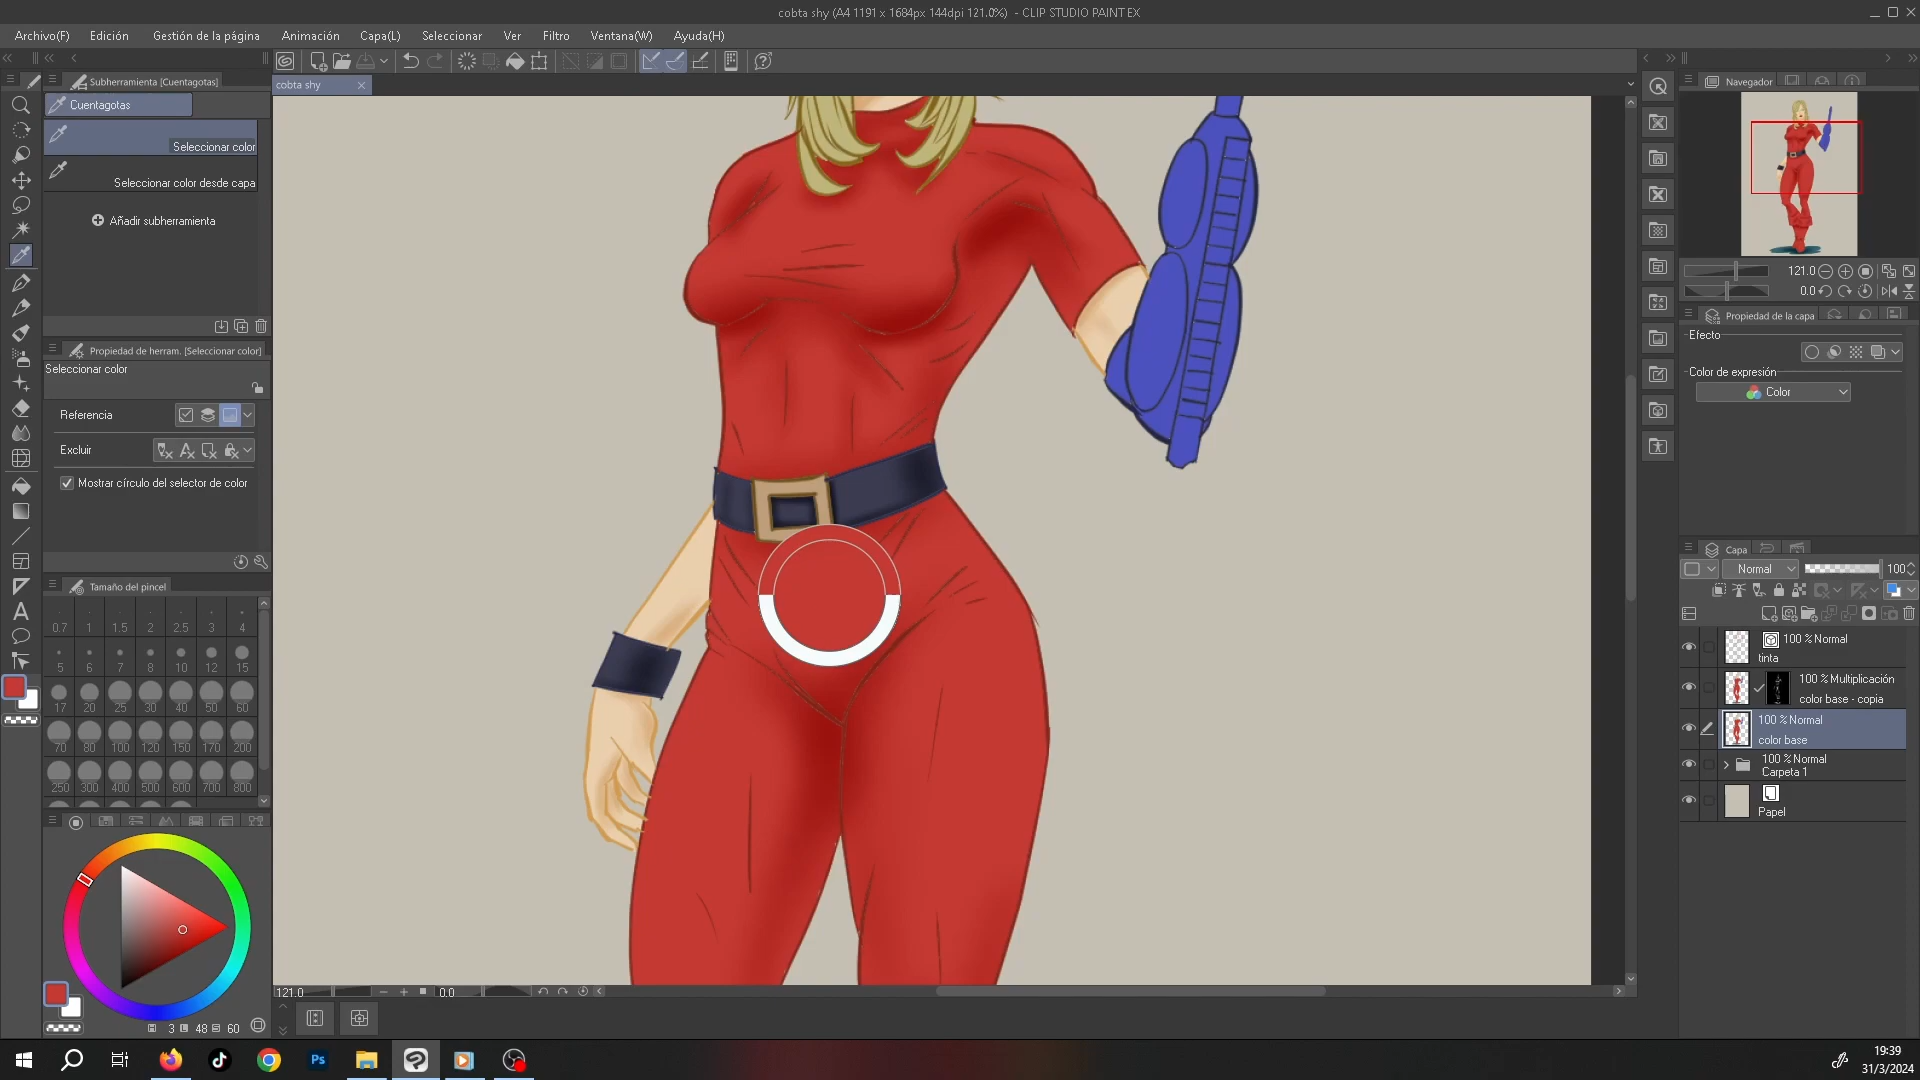 cobta shy (A4 1191 x 1684px 144dpi 121.0%)  - CLIP STUDIO PAINT EX
Archivo(F) Edición Gestión de la página Animación Capa(L) Seleccionar Ver Filtro Ventana(W) Ayuda(H)
Subherramienta [Cuentagotas]
cobta shy
Navegador
Cuentagotas
Seleccionar color
Seleccionar color desde capa
Añadir subherramienta
121.0
0.0
Propiedad de la capa
Efecto
Propiedad de herram. [Seleccionar color]
Seleccionar color
Color de expresión
Color
Referencia
Excluir
Mostrar círculo del selector de color
Capa
Normal 100
Tamaño del pincel
0.7 1 1.5 2 2.5 3 4
5 6 7 8 10 12 15
17 20 25 30 40 50 60
70 80 100 120 150 170 200
250 300 400 500 600 700 800
100 % Normal
tinta
100 % Multiplicación
color base - copia
100 % Normal
color base
100 % Normal
Carpeta 1
Papel
121.0 0.0
3 48 60
Ps
19:39
31/3/2024